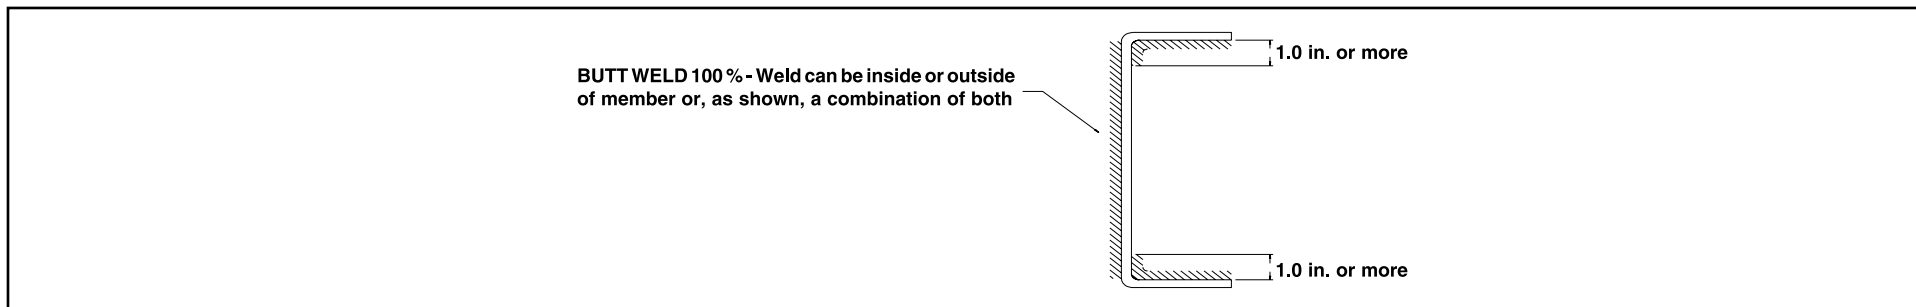 1.0 in. or more
BUTT WELD 100 % - Weld can be inside or outside
of member or, as shown, a combination of both
1.0 in. or more